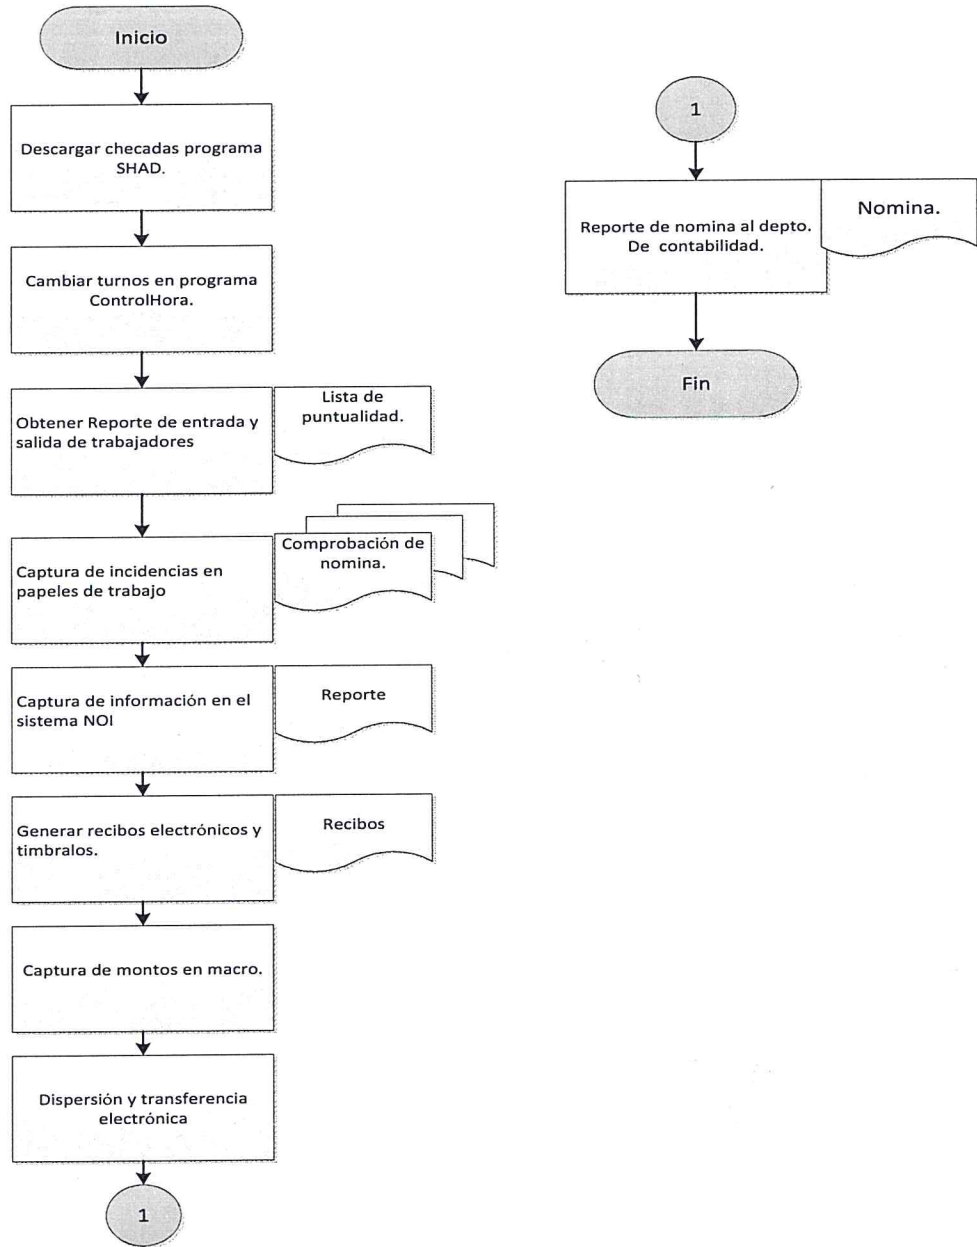 Inicio
Descargar checadas programa
SHAD.
Cambiar turnos en programa
ControlHora.
Obtener Reporte de entrada y
salida de trabajadores
Lista de
puntualidad.
Captura de incidencias en
papeles de trabajo
Comprobación de
nomina.
Captura de información en el
sistema NOI
Reporte
Generar recibos electrónicos y
timbralos.
Recibos
Captura de montos en macro.
Dispersión y transferencia
electrónica
1
1
Reporte de nomina al depto.
De contabilidad.
Nomina.
Fin